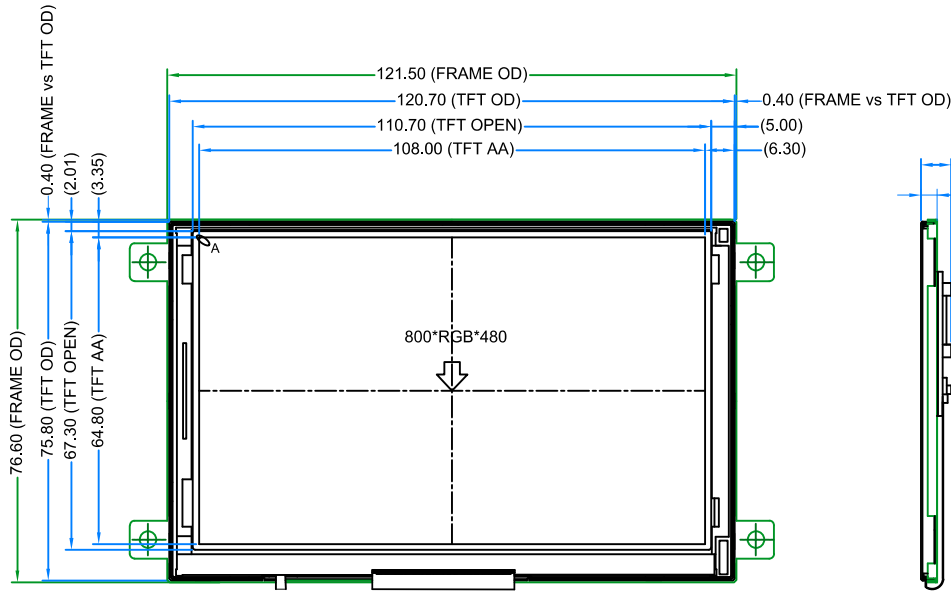 121.50 (FRAME OD)
120.70 (TFT OD)
0.40 (FRAME vs TFT OD)
110.70 (TFT OPEN)
(5.00)
108.00 (TFT AA)
(6.30)
0.40 (FRAME vs TFT OD)
(2.01)
(3.35)
A
800*RGB*480
76.60 (FRAME OD)
75.80 (TFT OD)
67.30 (TFT OPEN)
64.80 (TFT AA)